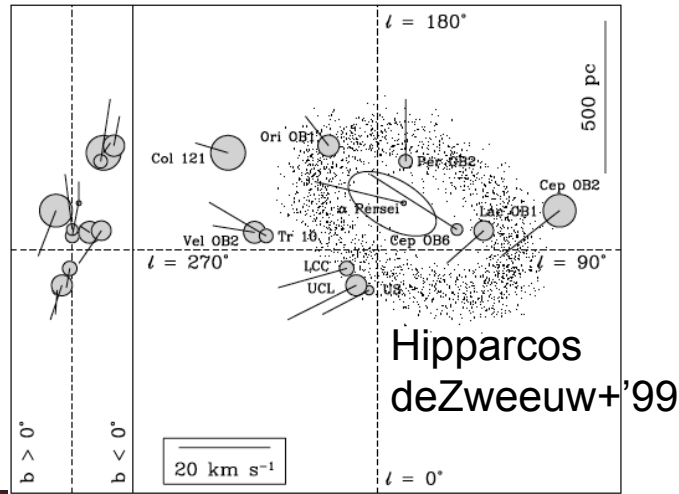 l = 180°
500 pc
Ori OB1
Col 121
Per OB2
Cep OB2
α Persei
Lac OB1
Vel OB2
Tr 10
Cep OB6
l = 270°
l = 90°
LCC
UCL
US
Hipparcos
deZweeuw+'99
b > 0°
b < 0°
20 km s⁻¹
l = 0°